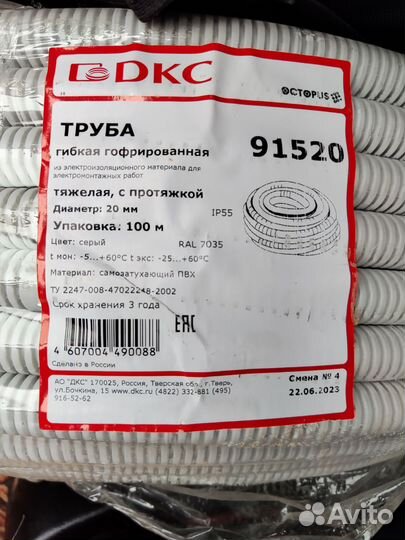 DKC
OCTOPUS
ТРУБА
гибкая гофрированная
91520
из электроизоляционного материала для
электромонтажных работ
тяжелая, с протяжкой
Диаметр: 20 мм
IP55
Упаковка: 100 м
Цвет: серый
RAL 7035
t мон: -5...+60°C t экс: -25...+60°C
Материал: самозатухающий ПВХ
ТУ 2247-008-47022248-2002
Срок хранения 3 года
4607004490088
EAC
Сделано в России
АО "ДКС" 170025, Россия, Тверская обл., г.Тверь,
ул.Бочкина, 15 www.dkc.ru (4822) 332-881 (495)
916-52-62
Смена № 4
22.06.2023
Avito